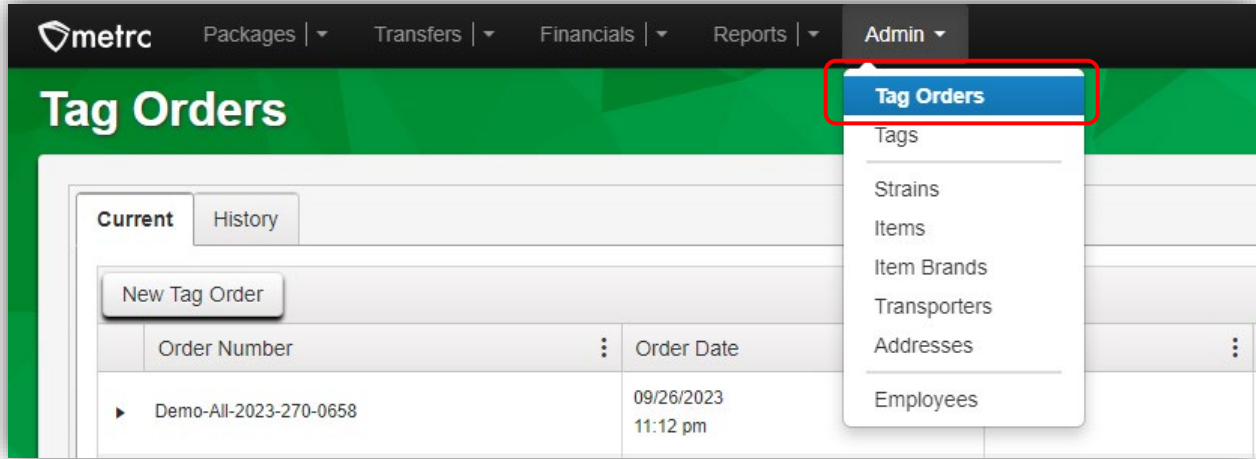 metrc Packages Transfers Financials Reports Admin
Tag Orders
Tag Orders
Tags
Strains
Items
Item Brands
Transporters
Addresses
Employees
Current History
New Tag Order
Order Number Order Date
Demo-All-2023-270-0658 09/26/2023
11:12 pm